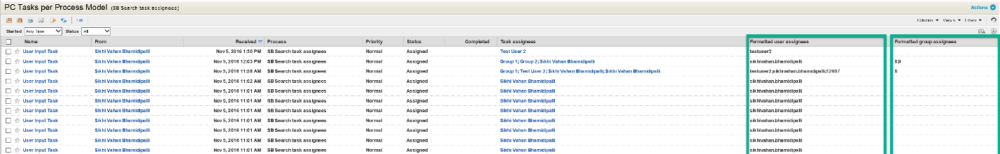 PC Tasks per Process Model (SB Search task assignees) Actions
Edit Columns Views Filters
Started Any Time Status All
Name From Received Process Priority Status Completed Task assignees Formatted user assignees Formatted group assignees
User Input Task Sikhi Vahan Bhamidipalli Nov 5, 2016 1:30 PM SB Search task assignees Normal Assigned Test User 2 testuser2
User Input Task Sikhi Vahan Bhamidipalli Nov 5, 2016 12:03 PM SB Search task assignees Normal Assigned Group 1; Group 2; Sikhi Vahan Bhamidipalli sikhivahan.bhamidipalli 8;9
User Input Task Sikhi Vahan Bhamidipalli Nov 5, 2016 11:58 AM SB Search task assignees Normal Assigned Group 1; Test User 2; Sikhi Vahan Bhamidipalli; Sikhi Vahan Bhamidipalli testuser2;sikhivahan.bhamidipalli;12007 8
User Input Task Sikhi Vahan Bhamidipalli Nov 5, 2016 11:02 AM SB Search task assignees Normal Assigned Sikhi Vahan Bhamidipalli sikhivahan.bhamidipalli
User Input Task Sikhi Vahan Bhamidipalli Nov 5, 2016 11:01 AM SB Search task assignees Normal Assigned Sikhi Vahan Bhamidipalli sikhivahan.bhamidipalli
User Input Task Sikhi Vahan Bhamidipalli Nov 5, 2016 11:01 AM SB Search task assignees Normal Assigned Sikhi Vahan Bhamidipalli sikhivahan.bhamidipalli
User Input Task Sikhi Vahan Bhamidipalli Nov 5, 2016 11:01 AM SB Search task assignees Normal Assigned Sikhi Vahan Bhamidipalli sikhivahan.bhamidipalli
User Input Task Sikhi Vahan Bhamidipalli Nov 5, 2016 11:01 AM SB Search task assignees Normal Assigned Sikhi Vahan Bhamidipalli sikhivahan.bhamidipalli
User Input Task Sikhi Vahan Bhamidipalli Nov 5, 2016 11:01 AM SB Search task assignees Normal Assigned Sikhi Vahan Bhamidipalli sikhivahan.bhamidipalli
User Input Task Sikhi Vahan Bhamidipalli Nov 5, 2016 11:01 AM SB Search task assignees Normal Assigned Sikhi Vahan Bhamidipalli sikhivahan.bhamidipalli
User Input Task Sikhi Vahan Bhamidipalli Nov 5, 2016 11:01 AM SB Search task assignees Normal Assigned Sikhi Vahan Bhamidipalli sikhivahan.bhamidipalli